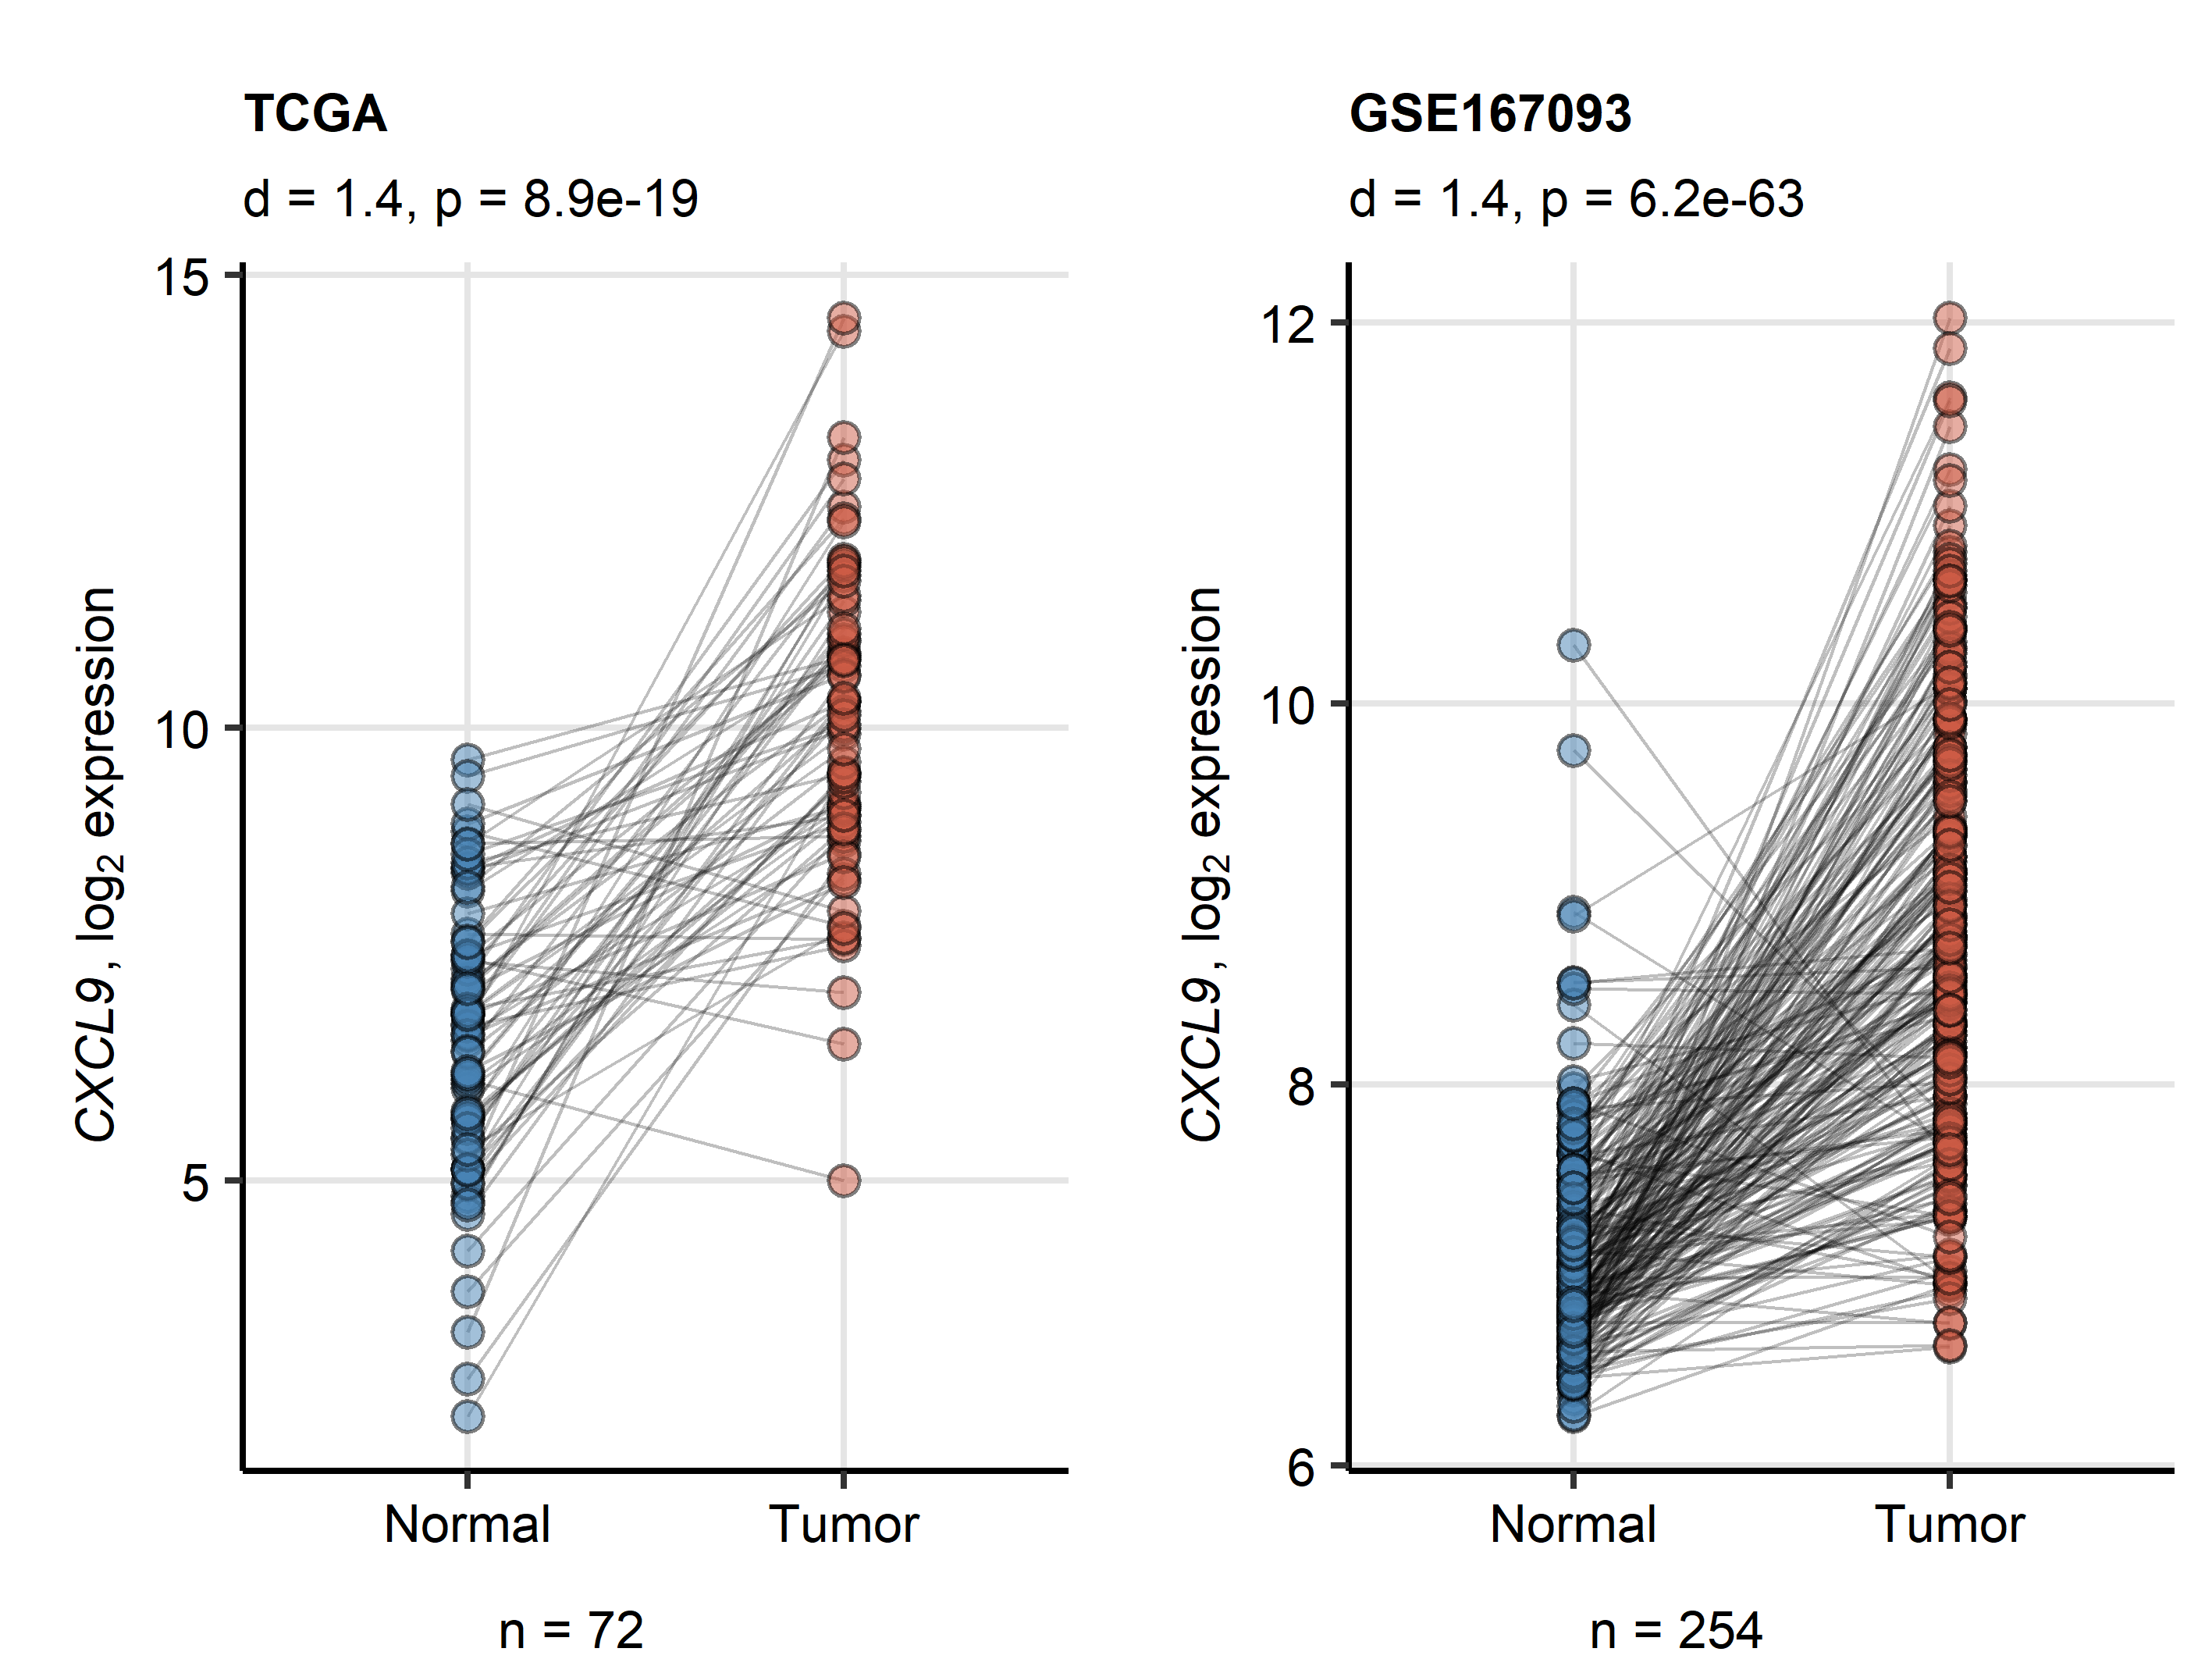 TCGA
d = 1.4, p = 8.9e-19
CXCL9, log2 expression
15
10
5
Normal
Tumor
n = 72
GSE167093
d = 1.4, p = 6.2e-63
CXCL9, log2 expression
12
10
8
6
Normal
Tumor
n = 254